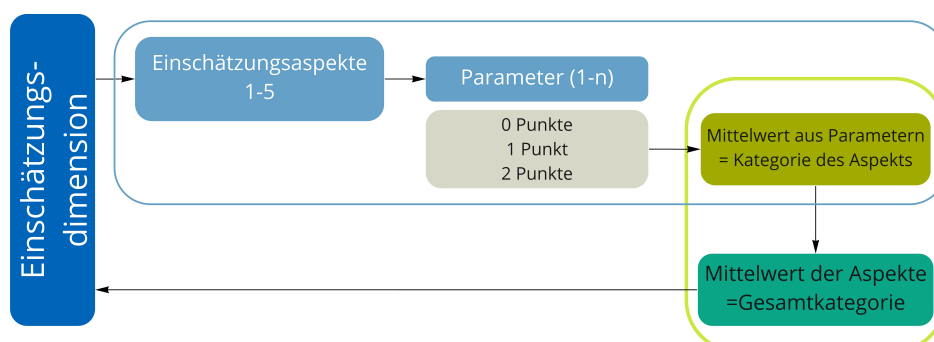 Einschätzungs-
dimension
Einschätzungsaspekte
1-5
Parameter (1-n)
0 Punkte
1 Punkt
2 Punkte
Mittelwert aus Parametern
= Kategorie des Aspekts
Mittelwert der Aspekte
=Gesamtkategorie